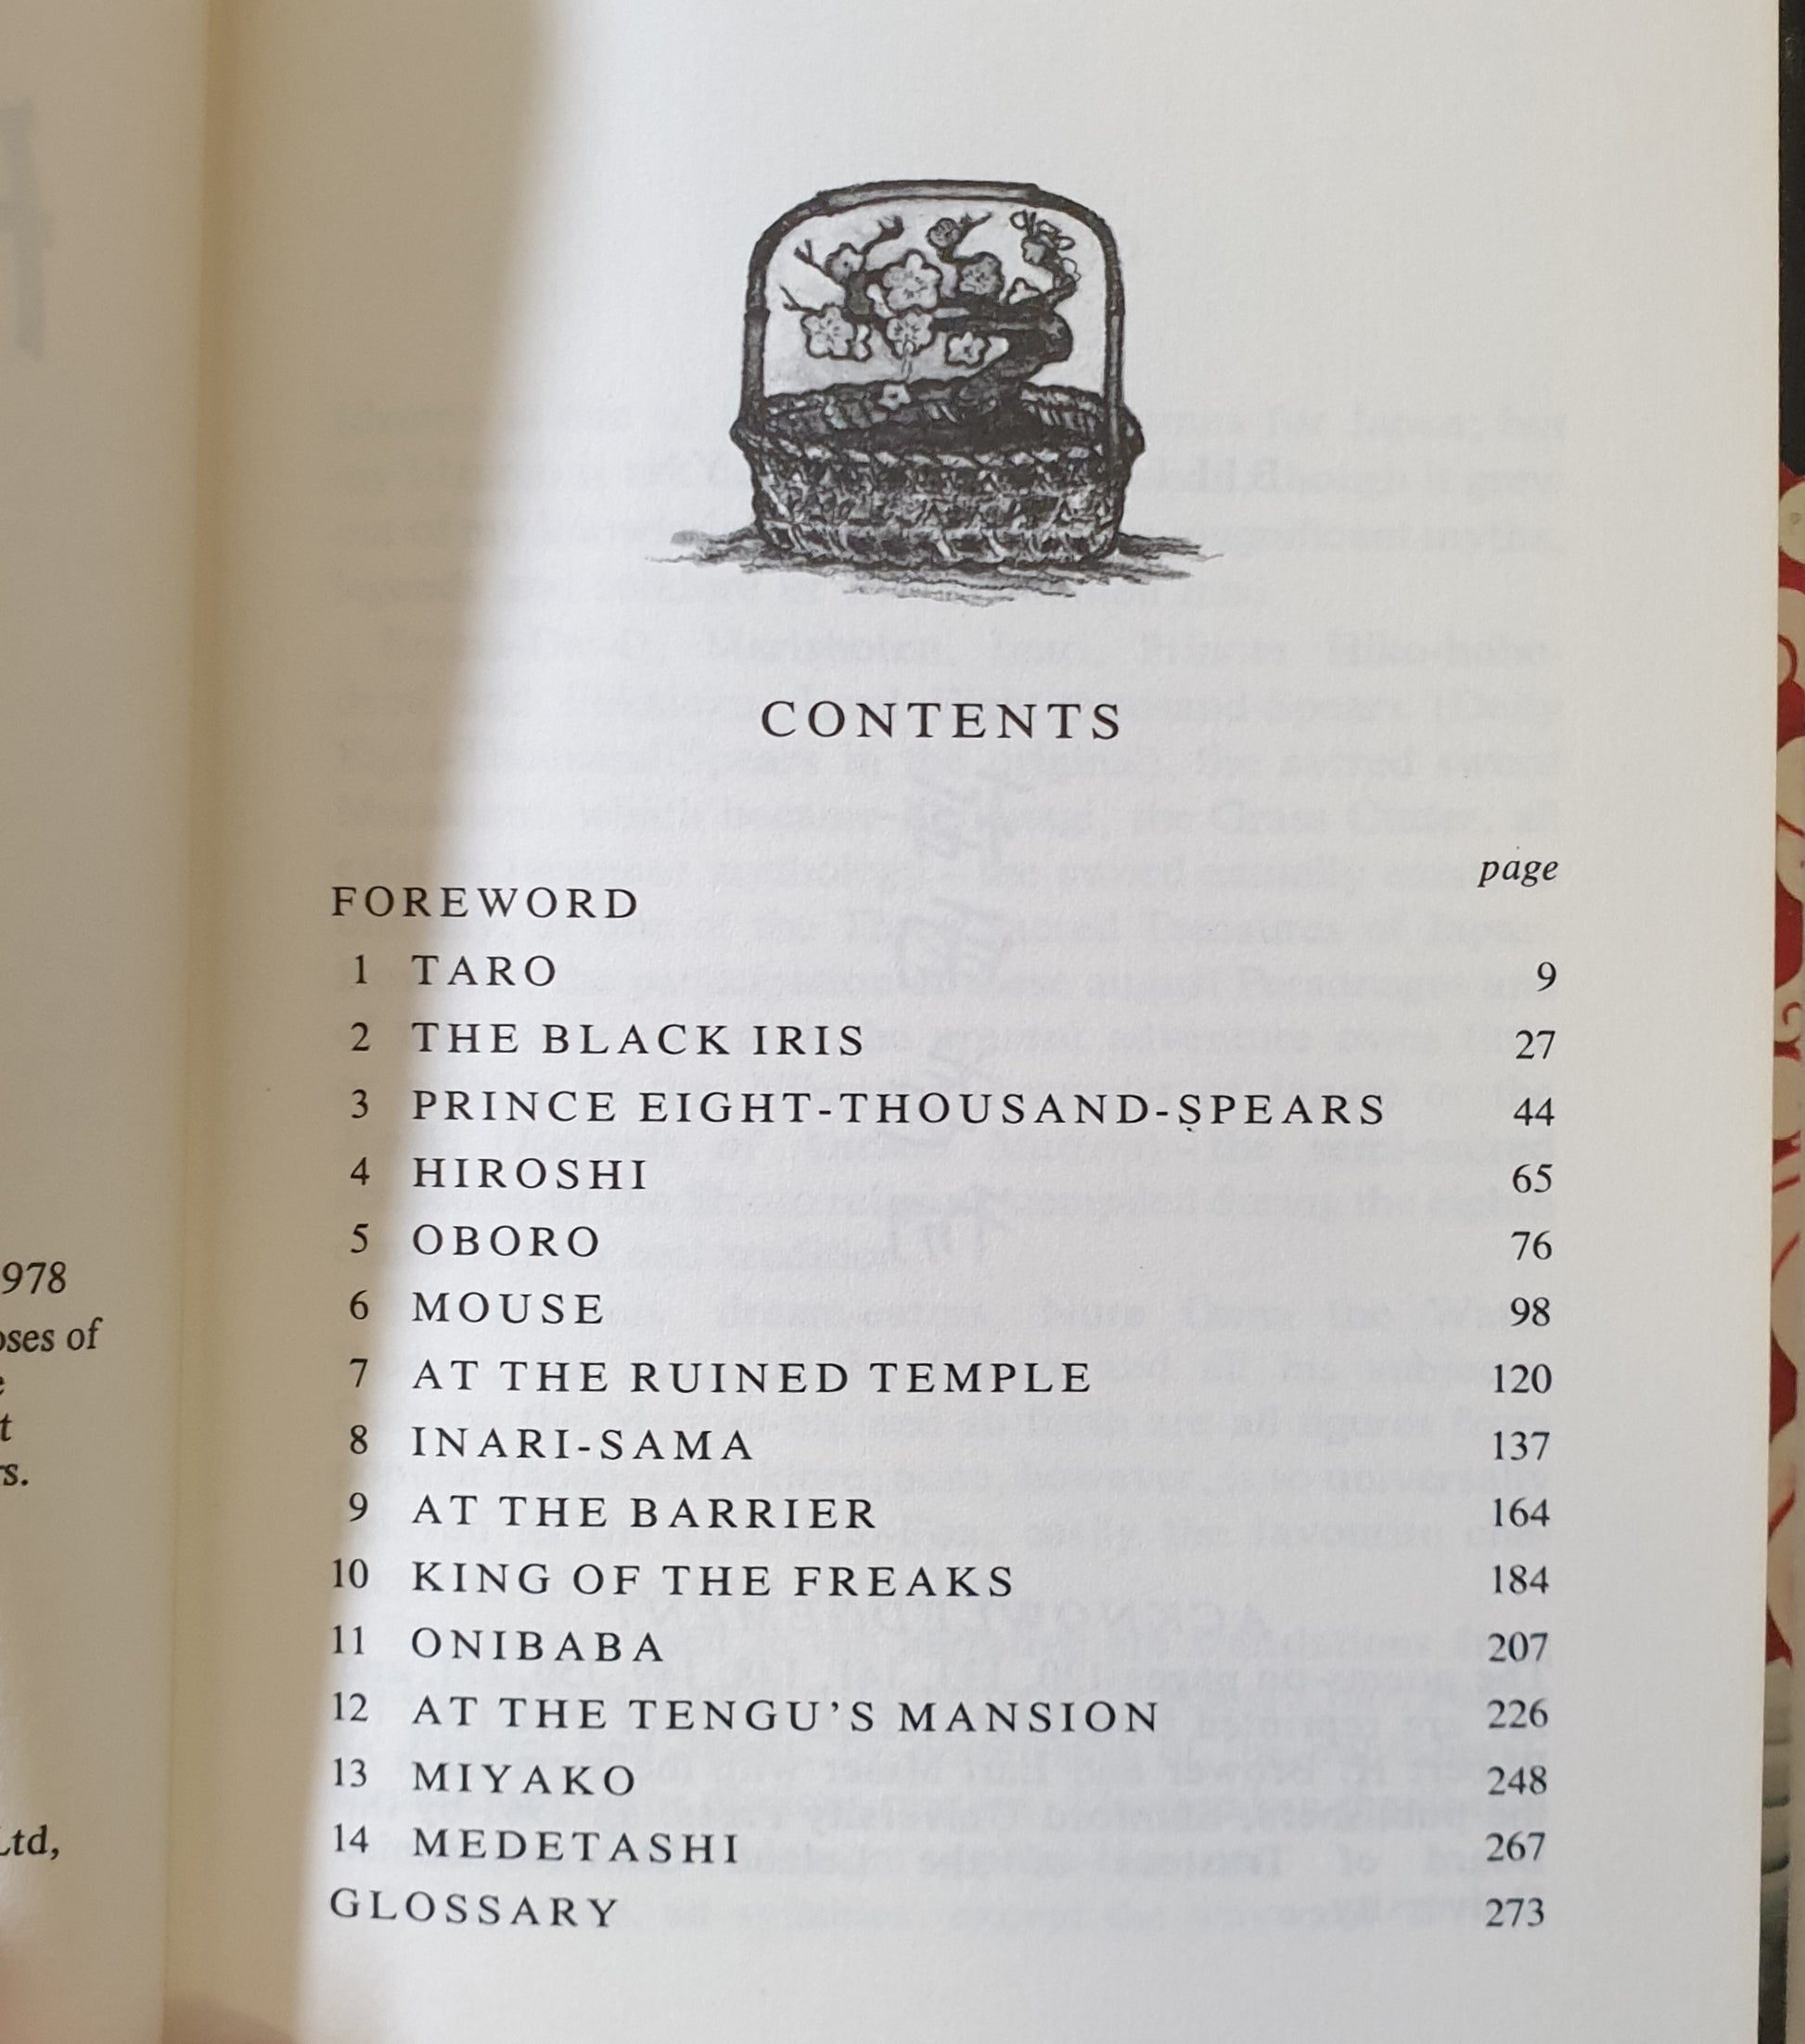 978
oses of
t
rs.
Ltd,
CONTENTS
page
FOREWORD
1 TARO 9
2 THE BLACK IRIS 27
3 PRINCE EIGHT-THOUSAND-SPEARS 44
4 HIROSHI 65
5 OBORO 76
6 MOUSE 98
7 AT THE RUINED TEMPLE 120
8 INARI-SAMA 137
9 AT THE BARRIER 164
10 KING OF THE FREAKS 184
11 ONIBABA 207
12 AT THE TENGU'S MANSION 226
13 MIYAKO 248
14 MEDETASHI 267
GLOSSARY 273